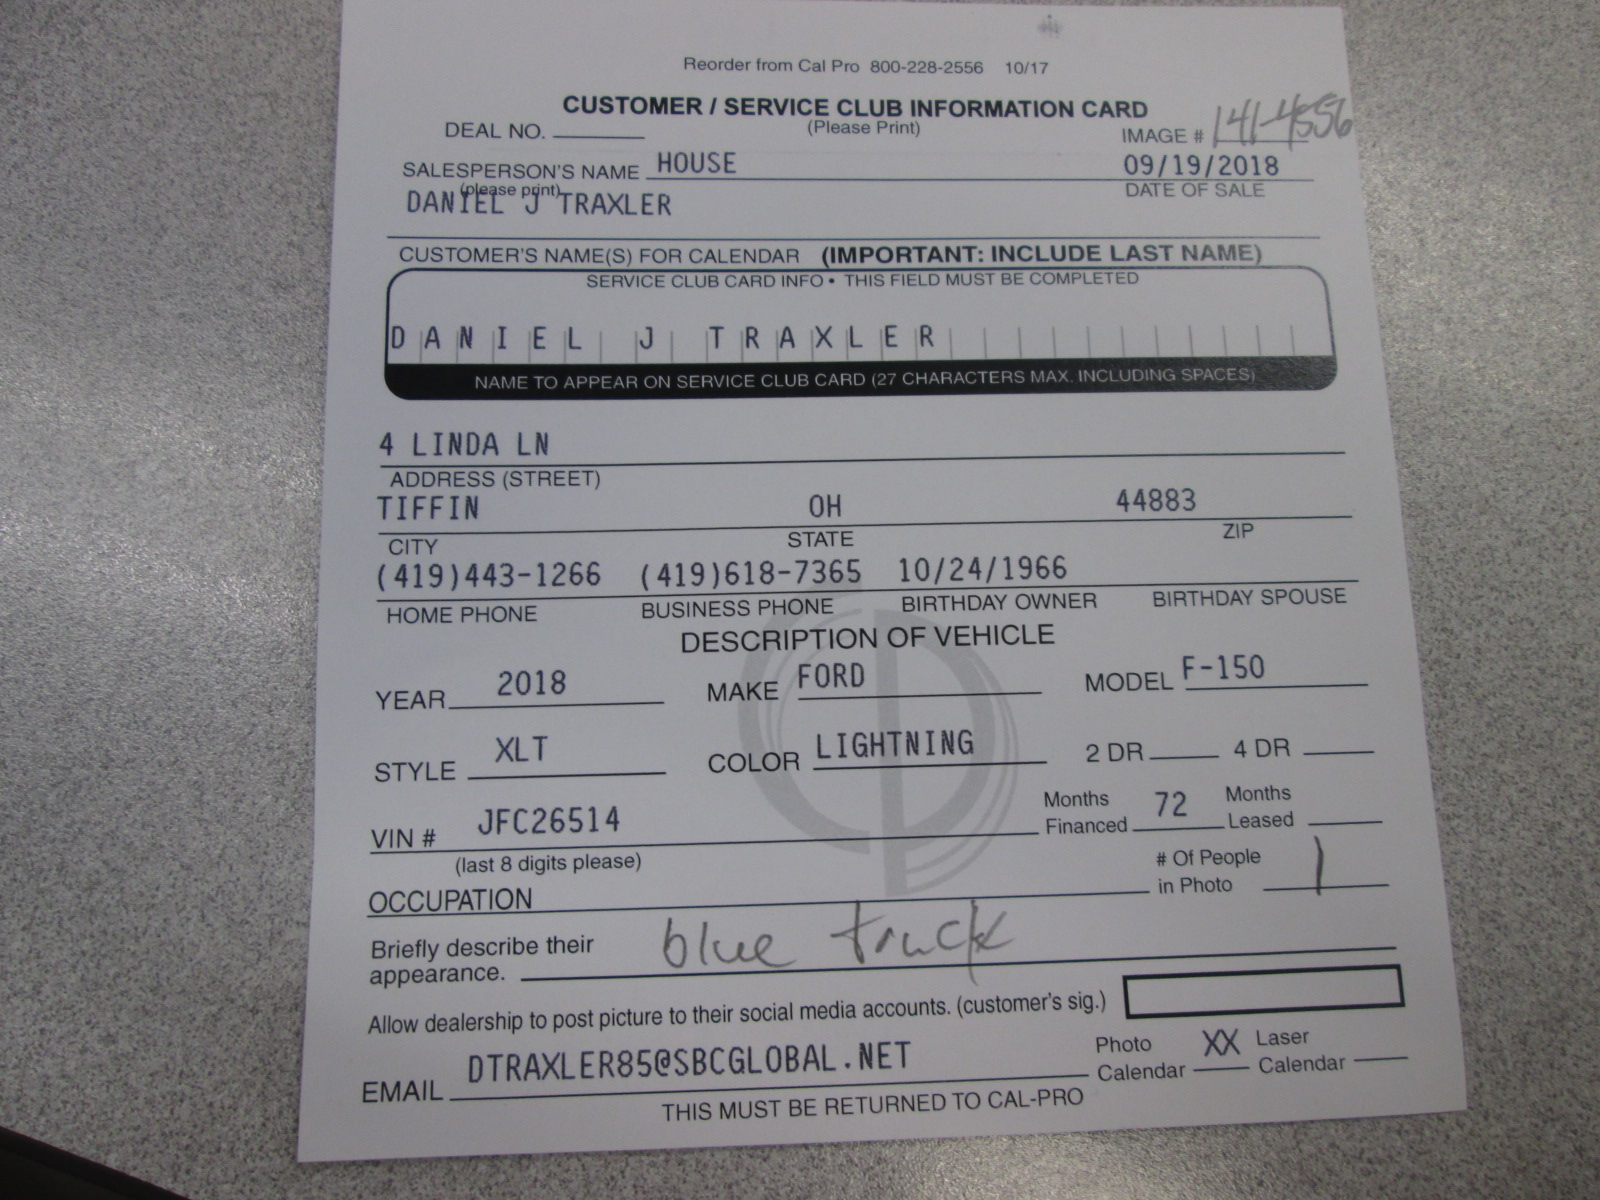 Reorder from Cal Pro 800-228-2556 10/17
CUSTOMER / SERVICE CLUB INFORMATION CARD
DEAL NO. (Please Print) IMAGE # 141-4556
SALESPERSON'S NAME HOUSE 09/19/2018
(please print) DATE OF SALE
DANIEL J TRAXLER
CUSTOMER'S NAME(S) FOR CALENDAR (IMPORTANT: INCLUDE LAST NAME)
SERVICE CLUB CARD INFO • THIS FIELD MUST BE COMPLETED
DANIEL J TRAXLER
NAME TO APPEAR ON SERVICE CLUB CARD (27 CHARACTERS MAX. INCLUDING SPACES)
4 LINDA LN
ADDRESS (STREET)
TIFFIN OH 44883
CITY STATE ZIP
(419)443-1266 (419)618-7365 10/24/1966
HOME PHONE BUSINESS PHONE BIRTHDAY OWNER BIRTHDAY SPOUSE
DESCRIPTION OF VEHICLE
YEAR 2018 MAKE FORD MODEL F-150
STYLE XLT COLOR LIGHTNING 2 DR 4 DR
VIN # JFC26514 Months Financed 72 Months Leased
(last 8 digits please) # Of People in Photo 1
OCCUPATION
Briefly describe their appearance. blue truck
Allow dealership to post picture to their social media accounts. (customer's sig.)
EMAIL DTRAXLER85@SBCGLOBAL.NET Photo Calendar XX Laser Calendar
THIS MUST BE RETURNED TO CAL-PRO